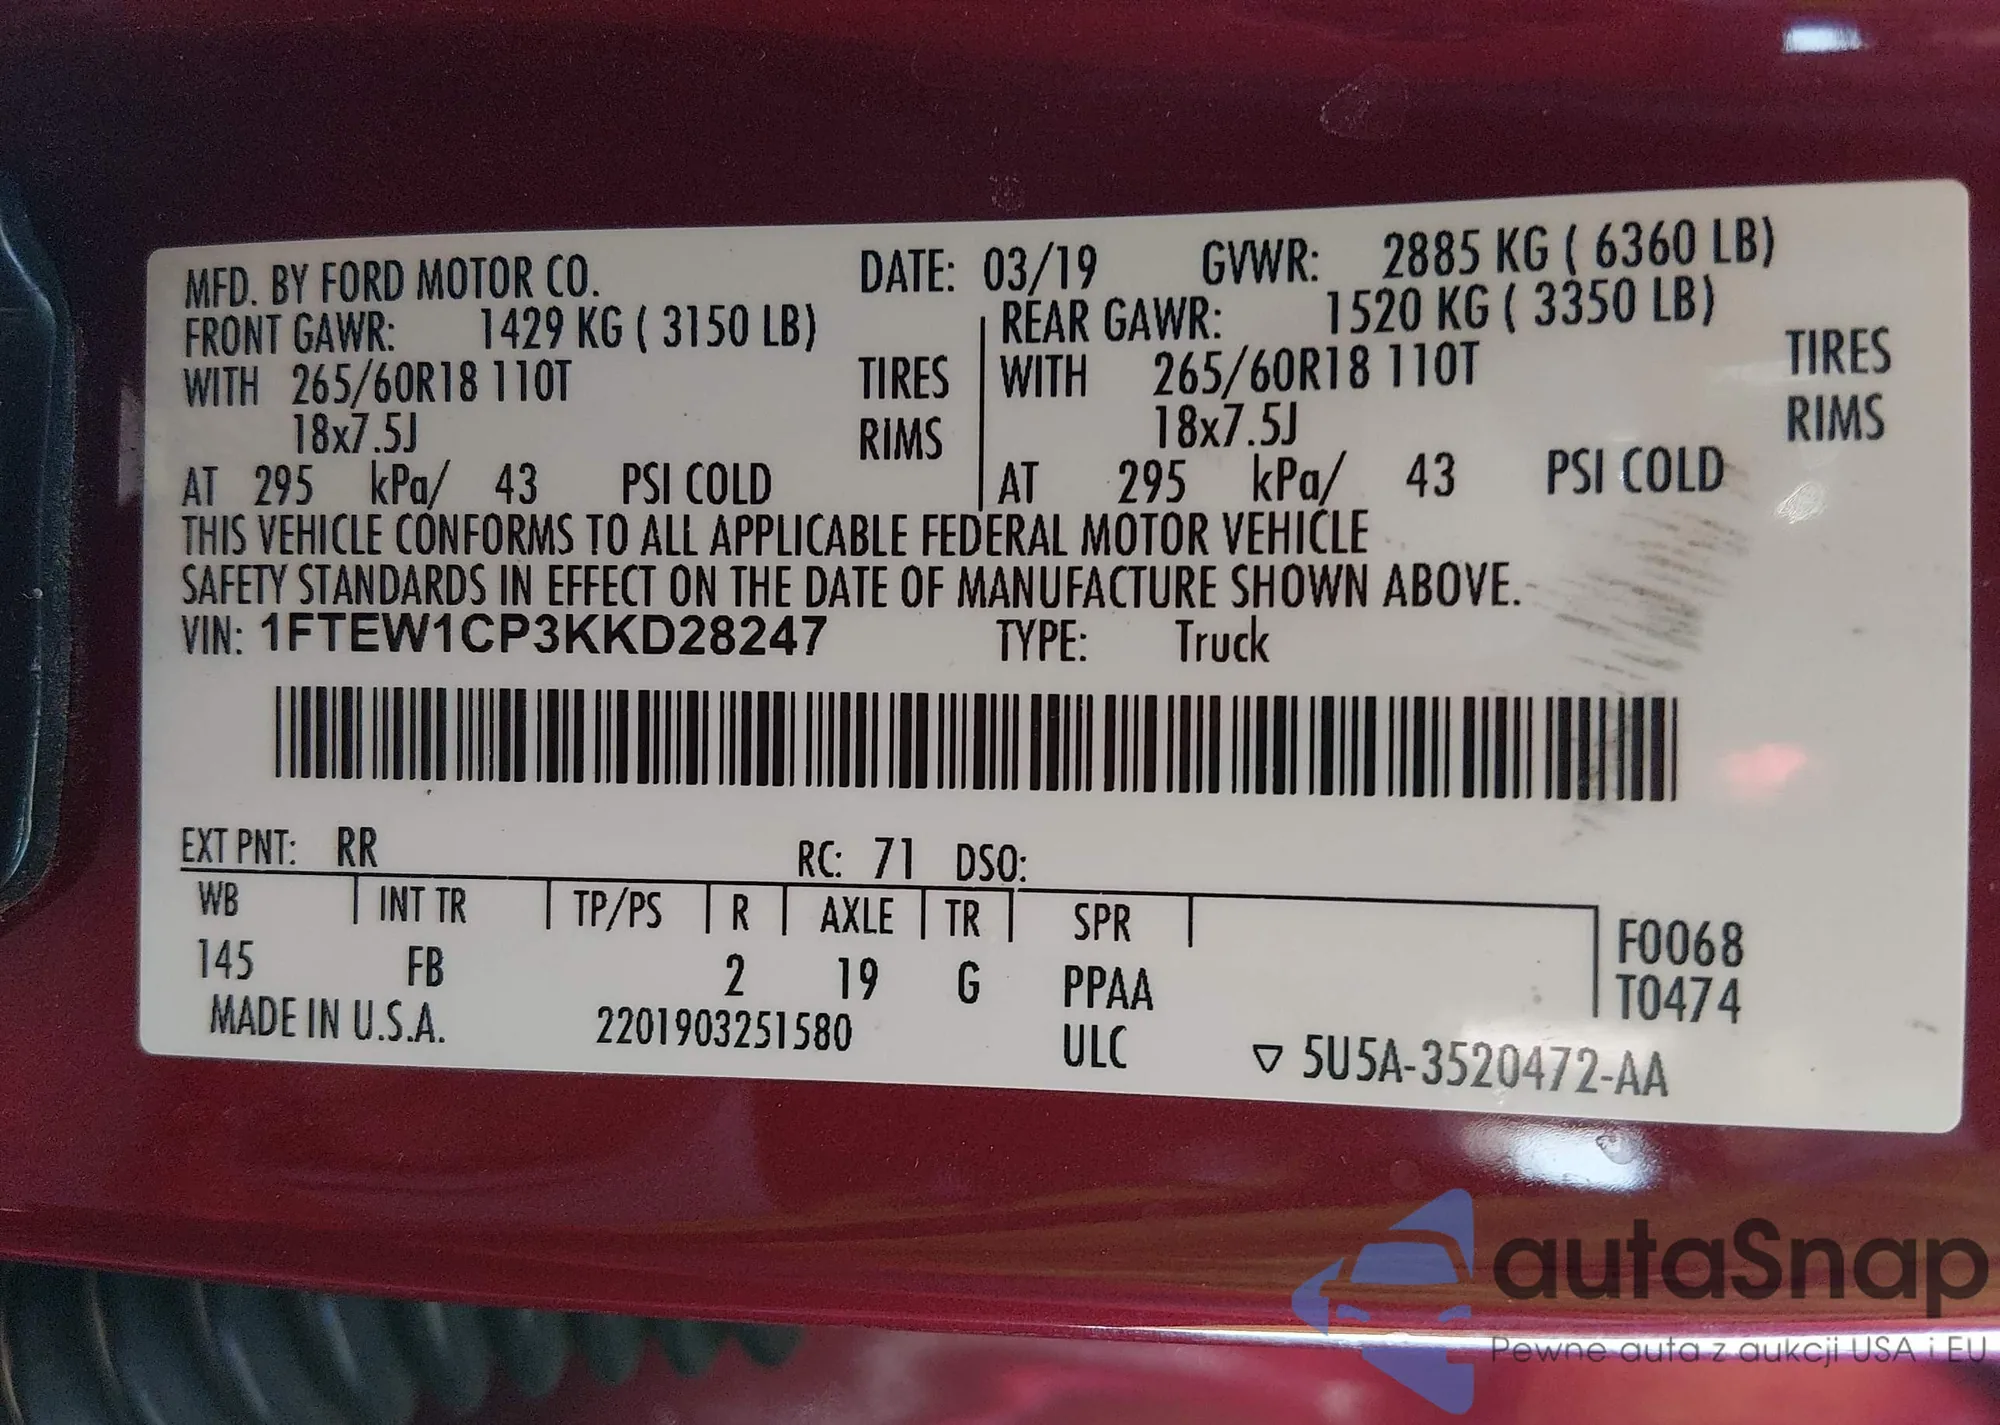 MFD. BY FORD MOTOR CO. DATE: 03/19 GVWR: 2885 KG ( 6360 LB)
FRONT GAWR: 1429 KG ( 3150 LB) REAR GAWR: 1520 KG ( 3350 LB)
WITH 265/60R18 110T TIRES WITH 265/60R18 110T TIRES
18x7.5J RIMS 18x7.5J RIMS
AT 295 kPa/ 43 PSI COLD AT 295 kPa/ 43 PSI COLD
THIS VEHICLE CONFORMS TO ALL APPLICABLE FEDERAL MOTOR VEHICLE
SAFETY STANDARDS IN EFFECT ON THE DATE OF MANUFACTURE SHOWN ABOVE.
VIN: 1FTEW1CP3KKD28247 TYPE: Truck
EXT PNT: RR RC: 71 DSO:
WB INT TR TP/PS R AXLE TR SPR F0068
145 FB 2 19 G PPAA T0474
MADE IN U.S.A. 2201903251580 ULC ▽ 5U5A-3520472-AA
autaSnap
Pewne auta z aukcji USA i EU